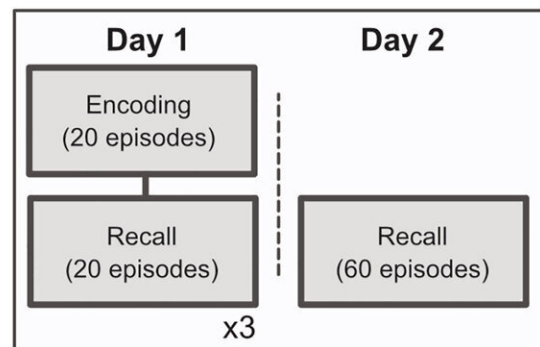 Day 1
Day 2
Encoding
(20 episodes)
Recall
(20 episodes)
x3
Recall
(60 episodes)